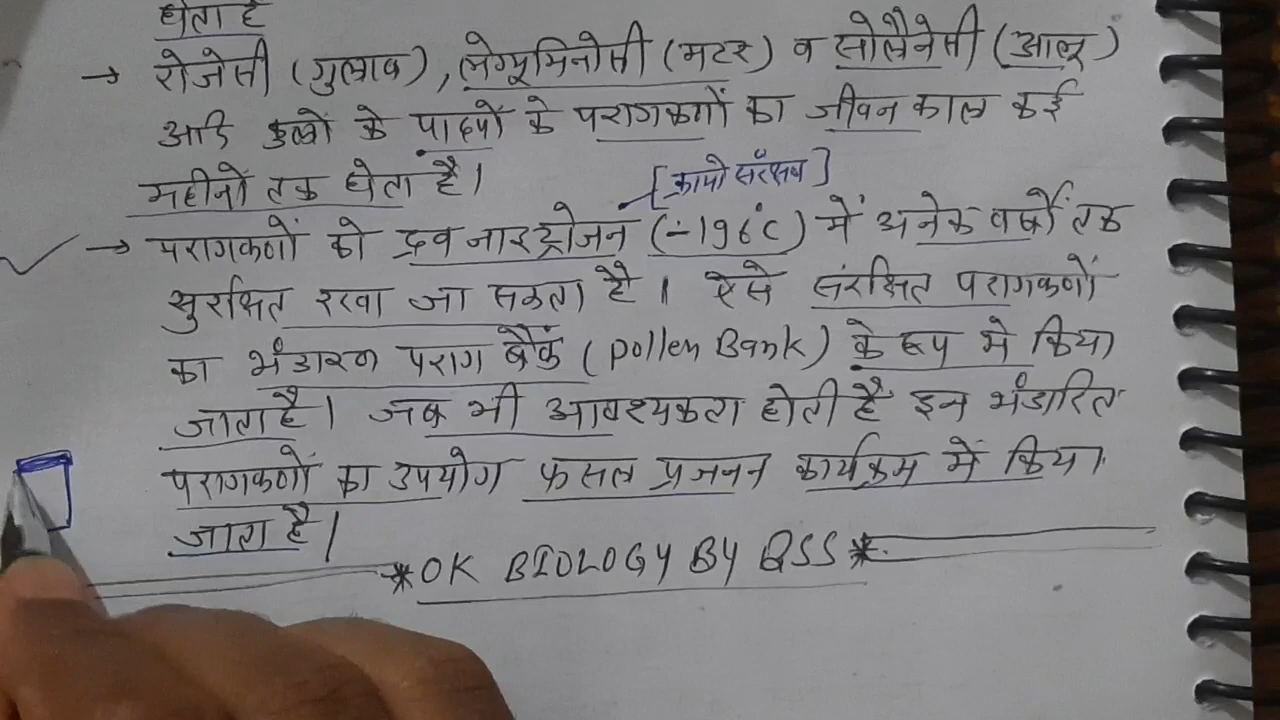 होता है
→ रोजेसी (गुलाब), लेग्यूमिनोसी (मटर) व सोलेनैसी (आलू)
आदि कुलों के पादपों के परागकणों का जीवन काल कई
महीनों तक होता है।
[क्रायो संरक्षण]
→ परागकणों को द्रव नाइट्रोजन (-196°C) में अनेक वर्षों तक
सुरक्षित रखा जा सकता है। ऐसे संरक्षित परागकणों
का भंडारण पराग बैंक (pollen Bank) के रूप मे किया
जाता है। जब भी आवश्यकता होती है इन भंडारित
परागकणों का उपयोग फसल प्रजनन कार्यक्रम में किया
जाता है।
*OK BIOLOGY BY QSS*